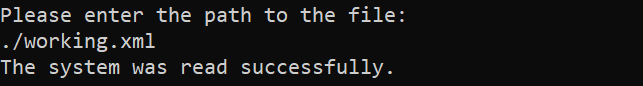 Please enter the path to the file:
./working.xml
The system was read successfully.